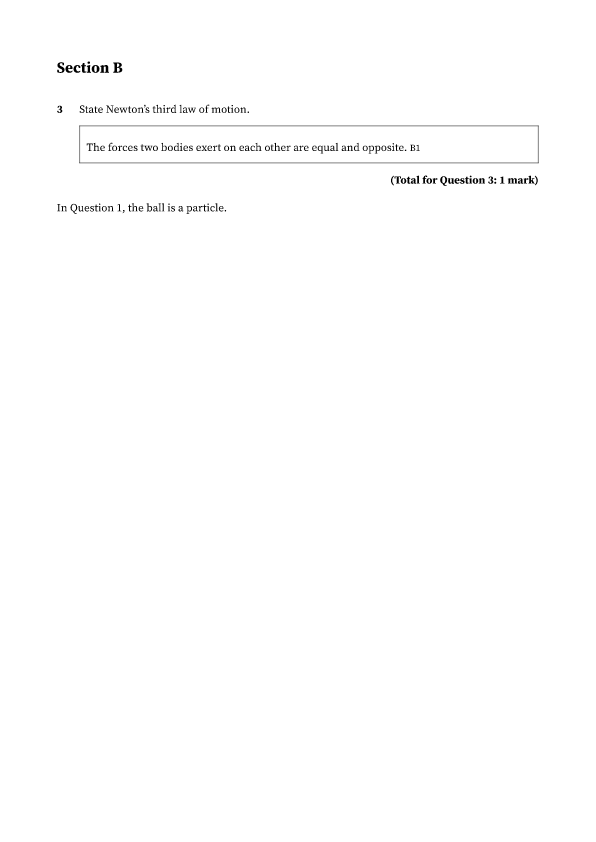 Section B
3 State Newton's third law of motion.
The forces two bodies exert on each other are equal and opposite. B1
(Total for Question 3: 1 mark)
In Question 1, the ball is a particle.